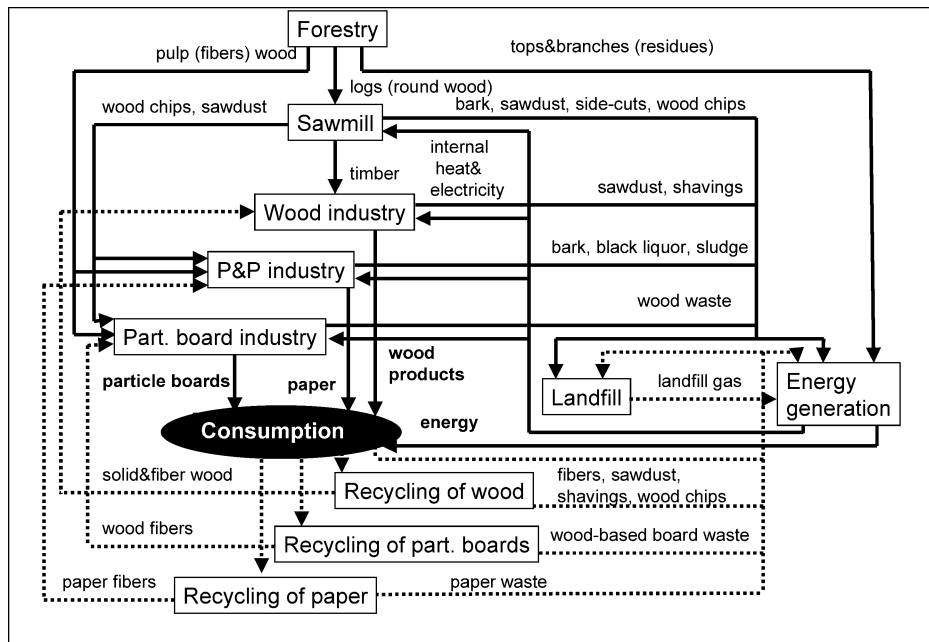 Forestry
pulp (fibers) wood
tops&branches (residues)
logs (round wood)
wood chips, sawdust
bark, sawdust, side-cuts, wood chips
Sawmill
internal
heat&
electricity
timber
sawdust, shavings
Wood industry
bark, black liquor, sludge
P&P industry
wood waste
Part. board industry
wood
products
particle boards
paper
landfill gas
Landfill
Energy
generation
energy
Consumption
solid&fiber wood
fibers, sawdust,
shavings, wood chips
Recycling of wood
wood fibers
wood-based board waste
Recycling of part. boards
paper fibers
paper waste
Recycling of paper